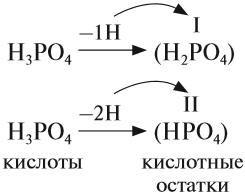 −1H I
H₃PO₄ → (H₂PO₄)
−2H II
H₃PO₄ → (HPO₄)
кислоты кислотные
остатки